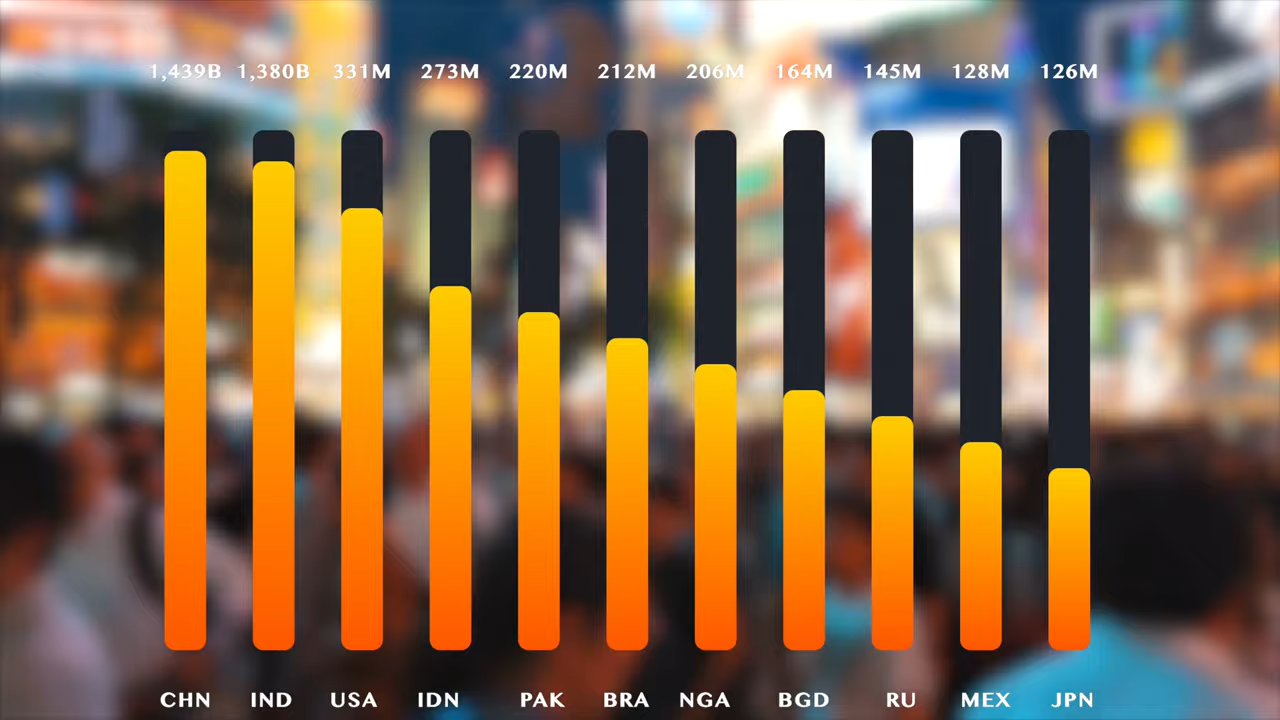 1,439B 1,380B 331M 273M 220M 212M 206M 164M 145M 128M 126M
CHN IND USA IDN PAK BRA NGA BGD RU MEX JPN